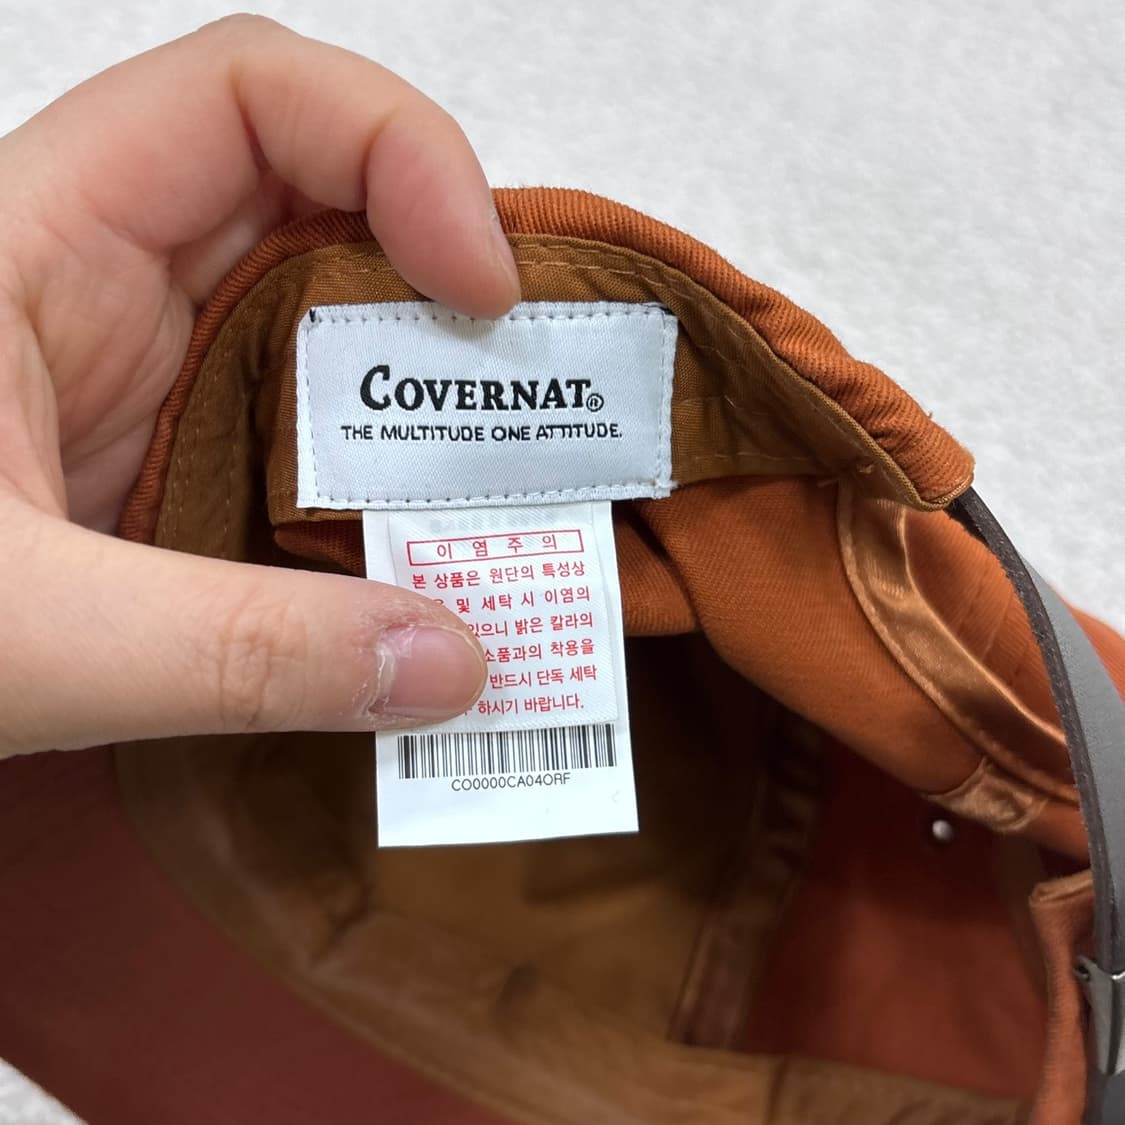 COVERNAT®
THE MULTITUDE ONE ATTITUDE.
이염주의
본 상품은 원단의 특성상
및 세탁 시 이염의
있으니 밝은 칼라의
소품과의 착용을
반드시 단독 세탁
하시기 바랍니다.
CO0000CA04ORF